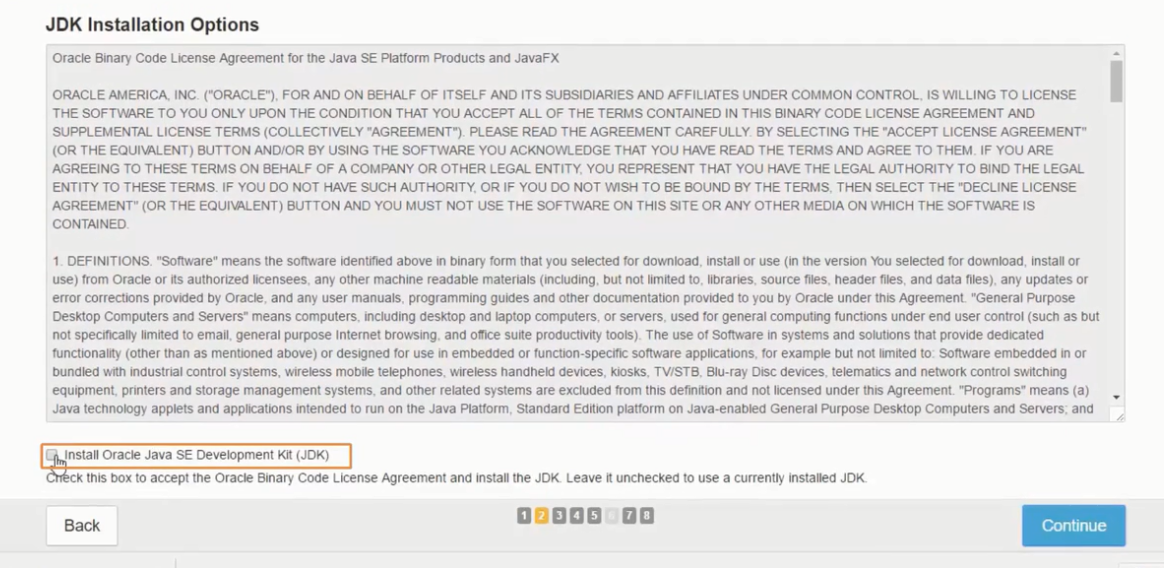 JDK Installation Options
Oracle Binary Code License Agreement for the Java SE Platform Products and JavaFX
ORACLE AMERICA, INC. ("ORACLE"), FOR AND ON BEHALF OF ITSELF AND ITS SUBSIDIARIES AND AFFILIATES UNDER COMMON CONTROL, IS WILLING TO LICENSE
THE SOFTWARE TO YOU ONLY UPON THE CONDITION THAT YOU ACCEPT ALL OF THE TERMS CONTAINED IN THIS BINARY CODE LICENSE AGREEMENT AND
SUPPLEMENTAL LICENSE TERMS (COLLECTIVELY "AGREEMENT"). PLEASE READ THE AGREEMENT CAREFULLY. BY SELECTING THE "ACCEPT LICENSE AGREEMENT"
(OR THE EQUIVALENT) BUTTON AND/OR BY USING THE SOFTWARE YOU ACKNOWLEDGE THAT YOU HAVE READ THE TERMS AND AGREE TO THEM. IF YOU ARE
AGREEING TO THESE TERMS ON BEHALF OF A COMPANY OR OTHER LEGAL ENTITY, YOU REPRESENT THAT YOU HAVE THE LEGAL AUTHORITY TO BIND THE LEGAL
ENTITY TO THESE TERMS. IF YOU DO NOT HAVE SUCH AUTHORITY, OR IF YOU DO NOT WISH TO BE BOUND BY THE TERMS, THEN SELECT THE "DECLINE LICENSE
AGREEMENT" (OR THE EQUIVALENT) BUTTON AND YOU MUST NOT USE THE SOFTWARE ON THIS SITE OR ANY OTHER MEDIA ON WHICH THE SOFTWARE IS
CONTAINED.
1. DEFINITIONS. "Software" means the software identified above in binary form that you selected for download, install or use (in the version You selected for download, install or
use) from Oracle or its authorized licensees, any other machine readable materials (including, but not limited to, libraries, source files, header files, and data files), any updates or
error corrections provided by Oracle, and any user manuals, programming guides and other documentation provided to you by Oracle under this Agreement. "General Purpose
Desktop Computers and Servers" means computers, including desktop and laptop computers, or servers, used for general computing functions under end user control (such as but
not specifically limited to email, general purpose Internet browsing, and office suite productivity tools). The use of Software in systems and solutions that provide dedicated
functionality (other than as mentioned above) or designed for use in embedded or function-specific software applications, for example but not limited to: Software embedded in or
bundled with industrial control systems, wireless mobile telephones, wireless handheld devices, kiosks, TV/STB, Blu-ray Disc devices, telematics and network control switching
equipment, printers and storage management systems, and other related systems are excluded from this definition and not licensed under this Agreement. "Programs" means (a)
Java technology applets and applications intended to run on the Java Platform, Standard Edition platform on Java-enabled General Purpose Desktop Computers and Servers; and
Install Oracle Java SE Development Kit (JDK)
Check this box to accept the Oracle Binary Code License Agreement and install the JDK. Leave it unchecked to use a currently installed JDK.
Back
1 2 3 4 5 6 7 8
Continue